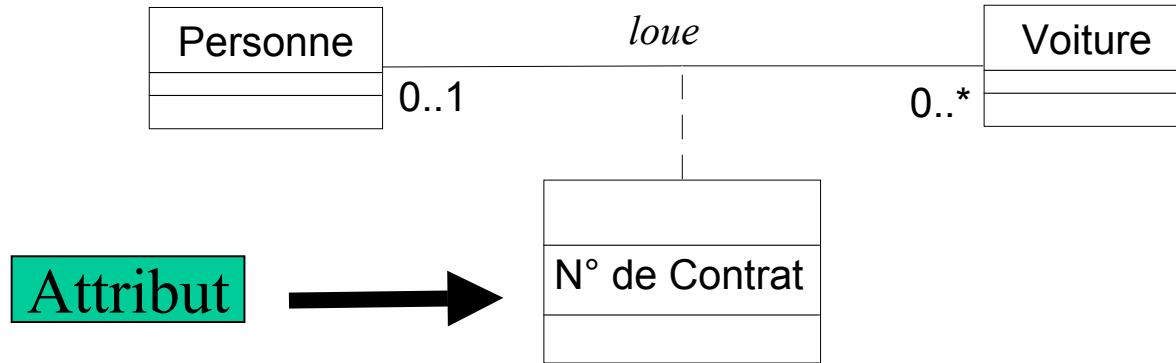 Personne
loue
Voiture
0..1
0..*
N° de Contrat
Attribut